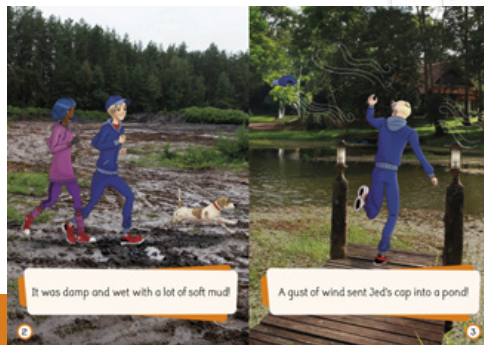 It was damp and wet with a lot of soft mud!
A gust of wind sent Jed's cap into a pond!
2
3